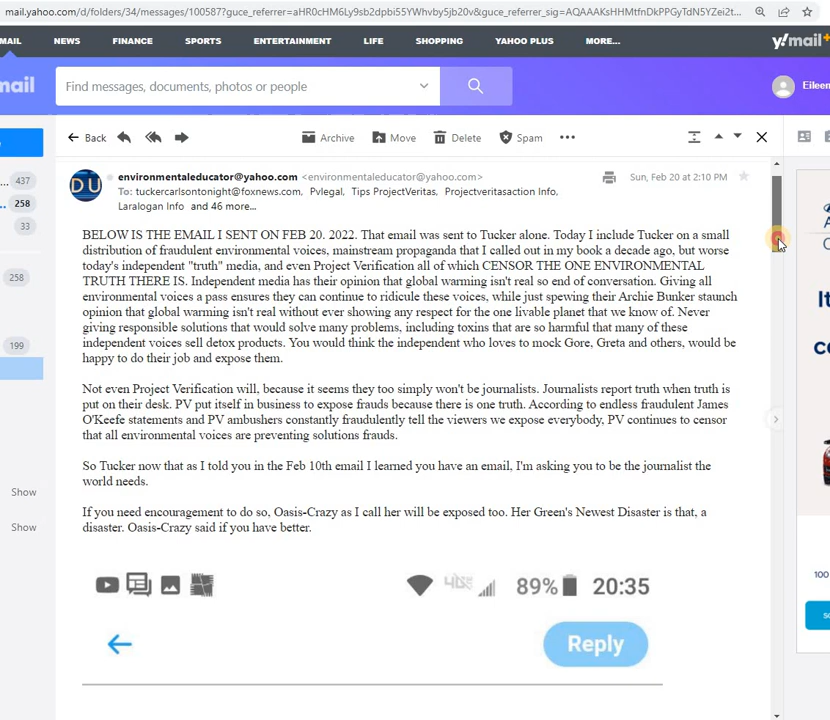 mail.yahoo.com/d/folders/34/messages/100587?guce_referrer=aHR0cHM6Ly9sb2dpbi55YWhvby5jb20v&guce_referrer_sig=AQAAAKsHHMtfnDkPPGyTdN5YZei2t...
MAIL NEWS FINANCE SPORTS ENTERTAINMENT LIFE SHOPPING YAHOO PLUS MORE... y!mail+
mail Find messages, documents, photos or people Eileen
Back Archive Move Delete Spam
environmentaleducator@yahoo.com <environmentaleducator@yahoo.com> Sun, Feb 20 at 2:10 PM
437
DU
To: tuckercarlsontonight@foxnews.com, Pvlegal, Tips ProjectVeritas, Projectveritasaction Info,
258
Laralogan Info and 46 more...
33
BELOW IS THE EMAIL I SENT ON FEB 20. 2022. That email was sent to Tucker alone. Today I include Tucker on a small
distribution of fraudulent environmental voices, mainstream propaganda that I called out in my book a decade ago, but worse
today's independent "truth" media, and even Project Verification all of which CENSOR THE ONE ENVIRONMENTAL
258
TRUTH THERE IS. Independent media has their opinion that global warming isn't real so end of conversation. Giving all
environmental voices a pass ensures they can continue to ridicule these voices, while just spewing their Archie Bunker staunch
opinion that global warming isn't real without ever showing any respect for the one livable planet that we know of. Never
giving responsible solutions that would solve many problems, including toxins that are so harmful that many of these
199
independent voices sell detox products. You would think the independent who loves to mock Gore, Greta and others, would be
happy to do their job and expose them.
Not even Project Verification will, because it seems they too simply won't be journalists. Journalists report truth when truth is
put on their desk. PV put itself in business to expose frauds because there is one truth. According to endless fraudulent James
O'Keefe statements and PV ambushers constantly fraudulently tell the viewers we expose everybody, PV continues to censor
that all environmental voices are preventing solutions frauds.
So Tucker now that as I told you in the Feb 10th email I learned you have an email, I'm asking you to be the journalist the
world needs.
Show
If you need encouragement to do so, Oasis-Crazy as I call her will be exposed too. Her Green's Newest Disaster is that, a
disaster. Oasis-Crazy said if you have better.
Show
89% 20:35
Reply
100